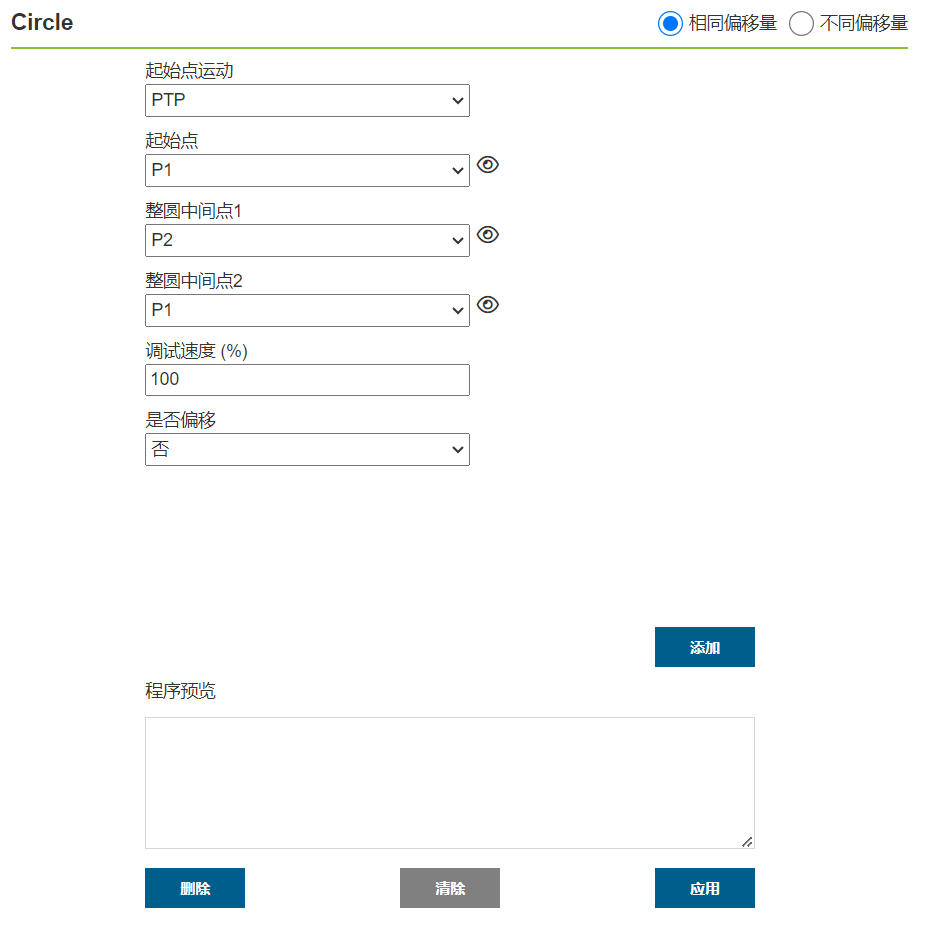 Circle
相同偏移量 不同偏移量
起始点运动
PTP
起始点
P1
整圆中间点1
P2
整圆中间点2
P1
调试速度 (%)
100
是否偏移
否
添加
程序预览
删除 清除 应用